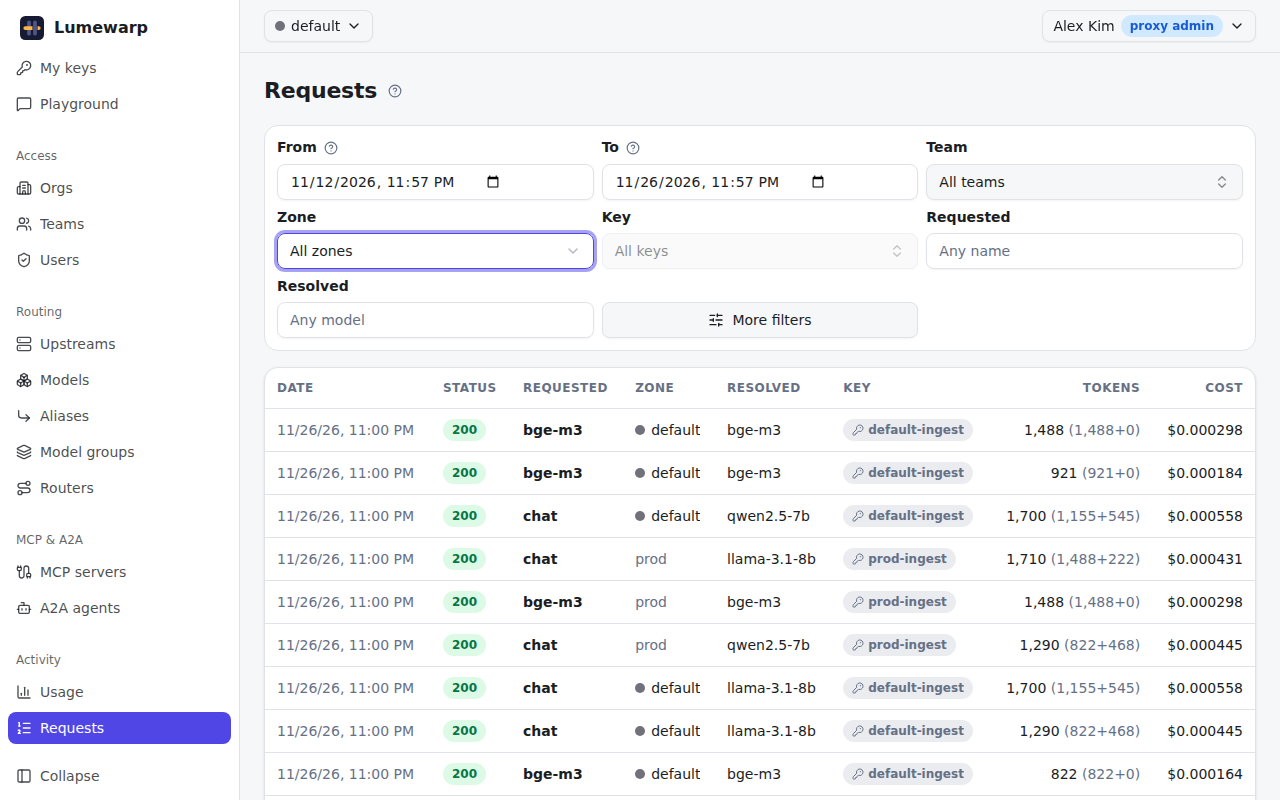 Lumewarp
My keys
Playground
Access
Orgs
Teams
Users
Routing
Upstreams
Models
Aliases
Model groups
Routers
MCP & A2A
MCP servers
A2A agents
Activity
Usage
Requests
Collapse
default
Alex Kim proxy admin
Requests
From To Team
11/12/2026, 11:57 PM 11/26/2026, 11:57 PM All teams
Zone Key Requested
All zones All keys Any name
Resolved
Any model More filters
DATE STATUS REQUESTED ZONE RESOLVED KEY TOKENS COST
11/26/26, 11:00 PM 200 bge-m3 default bge-m3 default-ingest 1,488 (1,488+0) $0.000298
11/26/26, 11:00 PM 200 bge-m3 default bge-m3 default-ingest 921 (921+0) $0.000184
11/26/26, 11:00 PM 200 chat default qwen2.5-7b default-ingest 1,700 (1,155+545) $0.000558
11/26/26, 11:00 PM 200 chat prod llama-3.1-8b prod-ingest 1,710 (1,488+222) $0.000431
11/26/26, 11:00 PM 200 bge-m3 prod bge-m3 prod-ingest 1,488 (1,488+0) $0.000298
11/26/26, 11:00 PM 200 chat prod qwen2.5-7b prod-ingest 1,290 (822+468) $0.000445
11/26/26, 11:00 PM 200 chat default llama-3.1-8b default-ingest 1,700 (1,155+545) $0.000558
11/26/26, 11:00 PM 200 chat default llama-3.1-8b default-ingest 1,290 (822+468) $0.000445
11/26/26, 11:00 PM 200 bge-m3 default bge-m3 default-ingest 822 (822+0) $0.000164